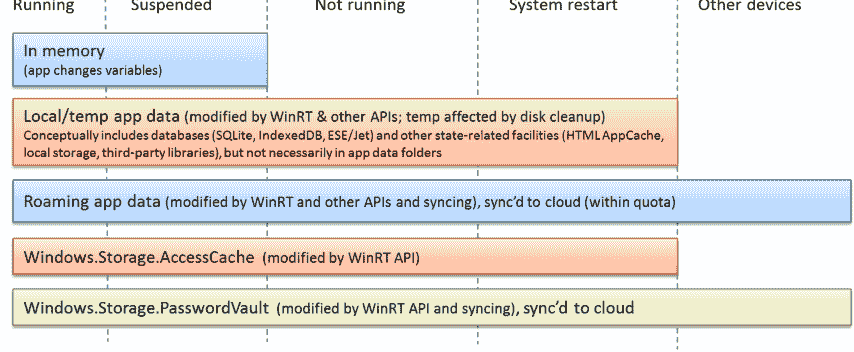 Running Suspended Not running System restart Other devices
In memory
(app changes variables)
Local/temp app data (modified by WinRT & other APIs; temp affected by disk cleanup)
Conceptually includes databases (SQLite, IndexedDB, ESE/Jet) and other state-related facilities (HTML AppCache,
local storage, third-party libraries), but not necessarily in app data folders
Roaming app data (modified by WinRT and other APIs and syncing), sync’d to cloud (within quota)
Windows.Storage.AccessCache (modified by WinRT API)
Windows.Storage.PasswordVault (modified by WinRT API and syncing), sync’d to cloud